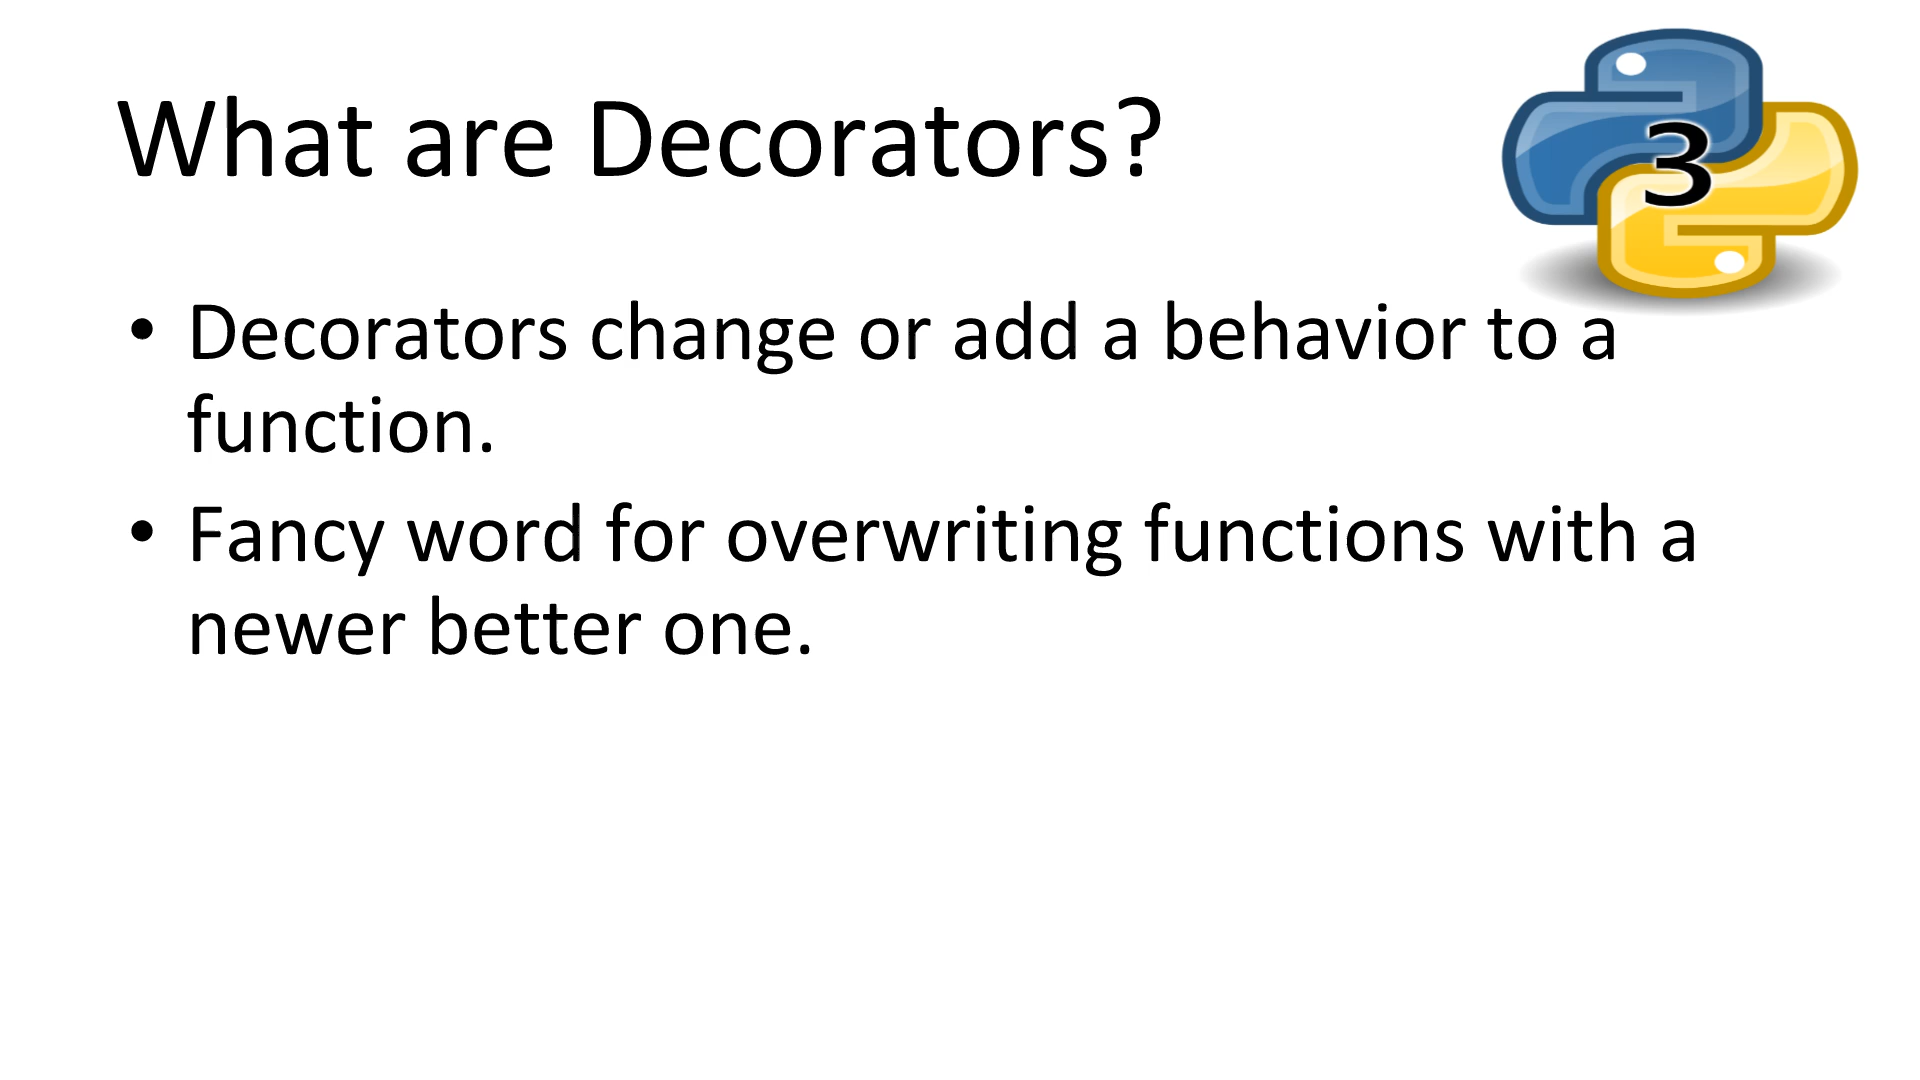 What are Decorators?
3
• Decorators change or add a behavior to a
function.
• Fancy word for overwriting functions with a
newer better one.